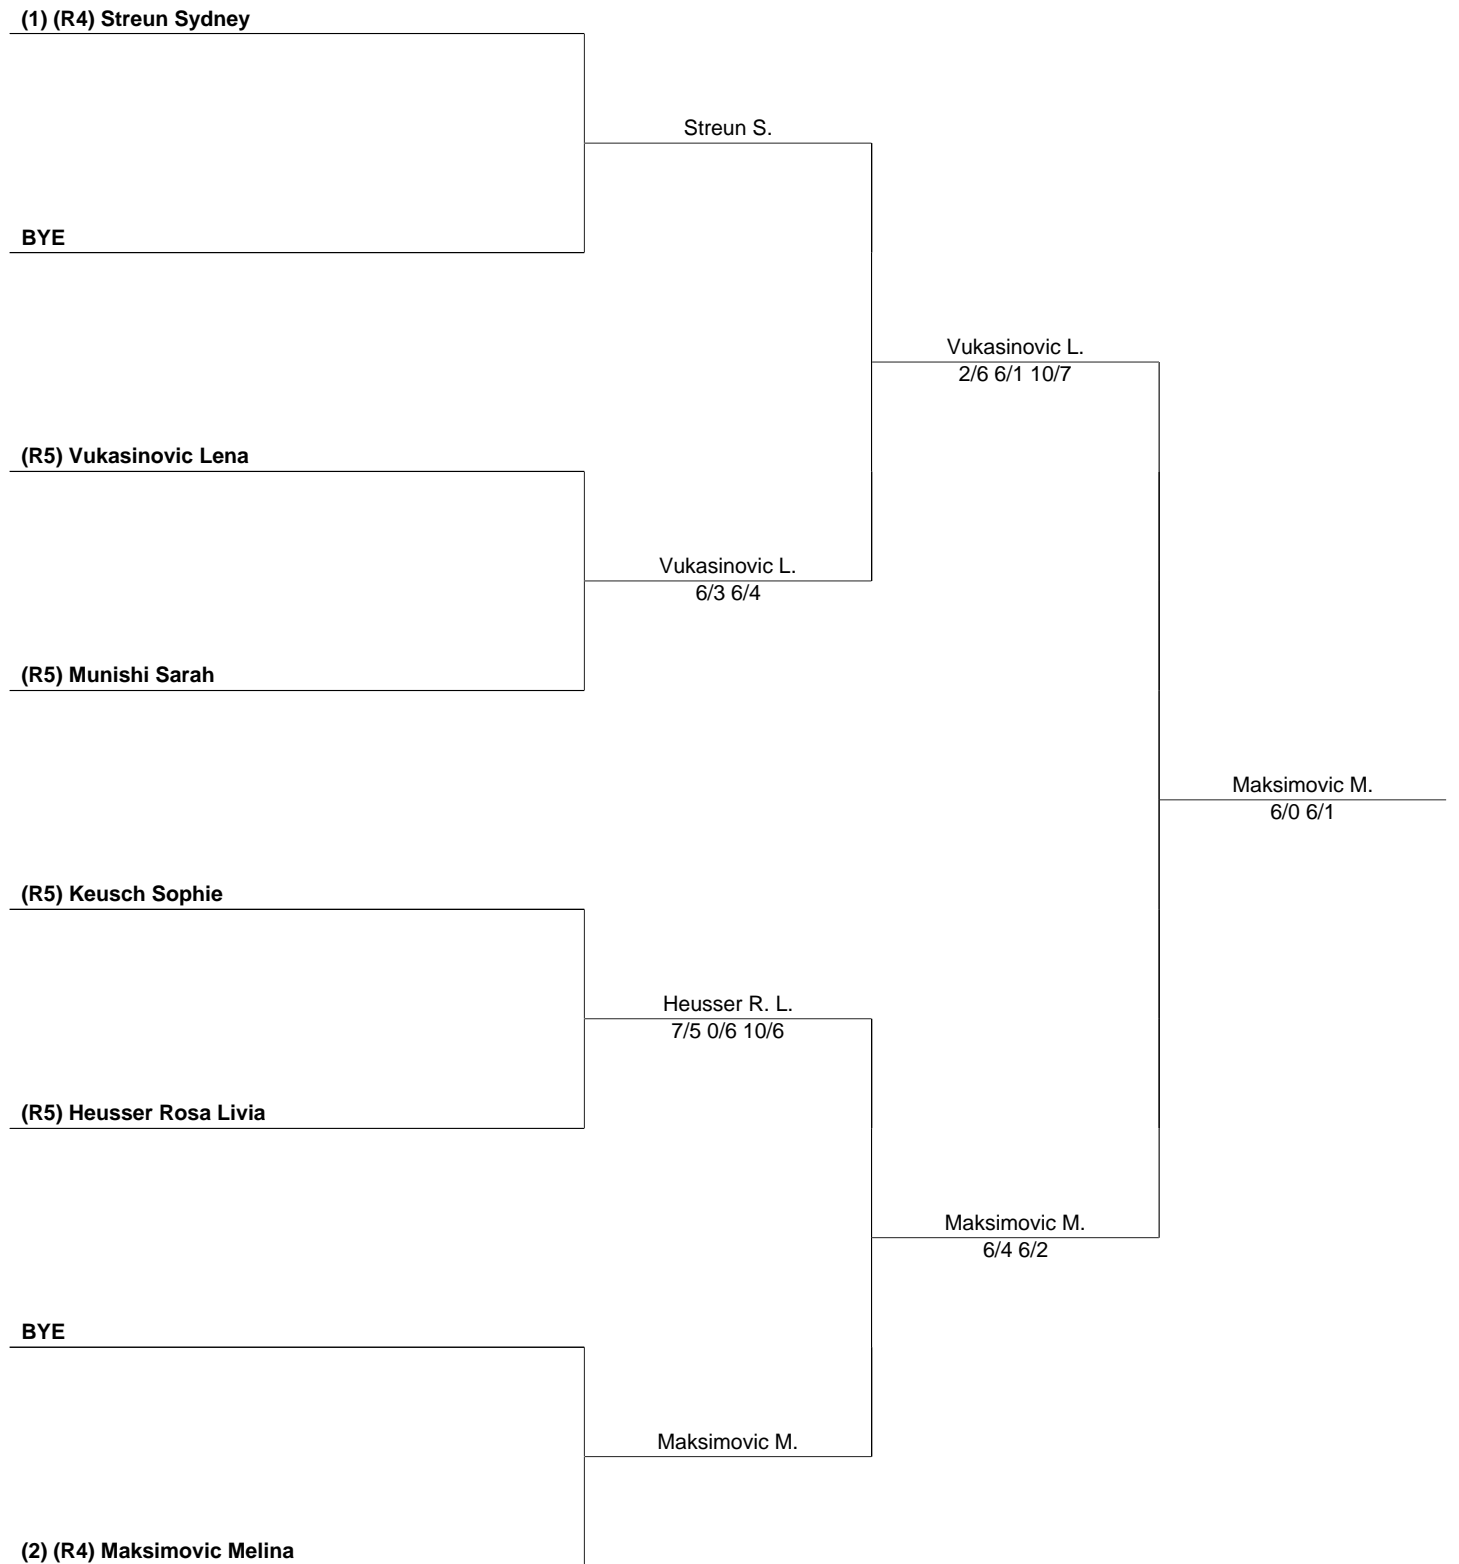 (1) (R4) Streun Sydney
Streun S.
BYE
Vukasinovic L.
2/6 6/1 10/7
(R5) Vukasinovic Lena
Vukasinovic L.
6/3 6/4
(R5) Munishi Sarah
Maksimovic M.
6/0 6/1
(R5) Keusch Sophie
Heusser R. L.
7/5 0/6 10/6
(R5) Heusser Rosa Livia
Maksimovic M.
6/4 6/2
BYE
Maksimovic M.
(2) (R4) Maksimovic Melina